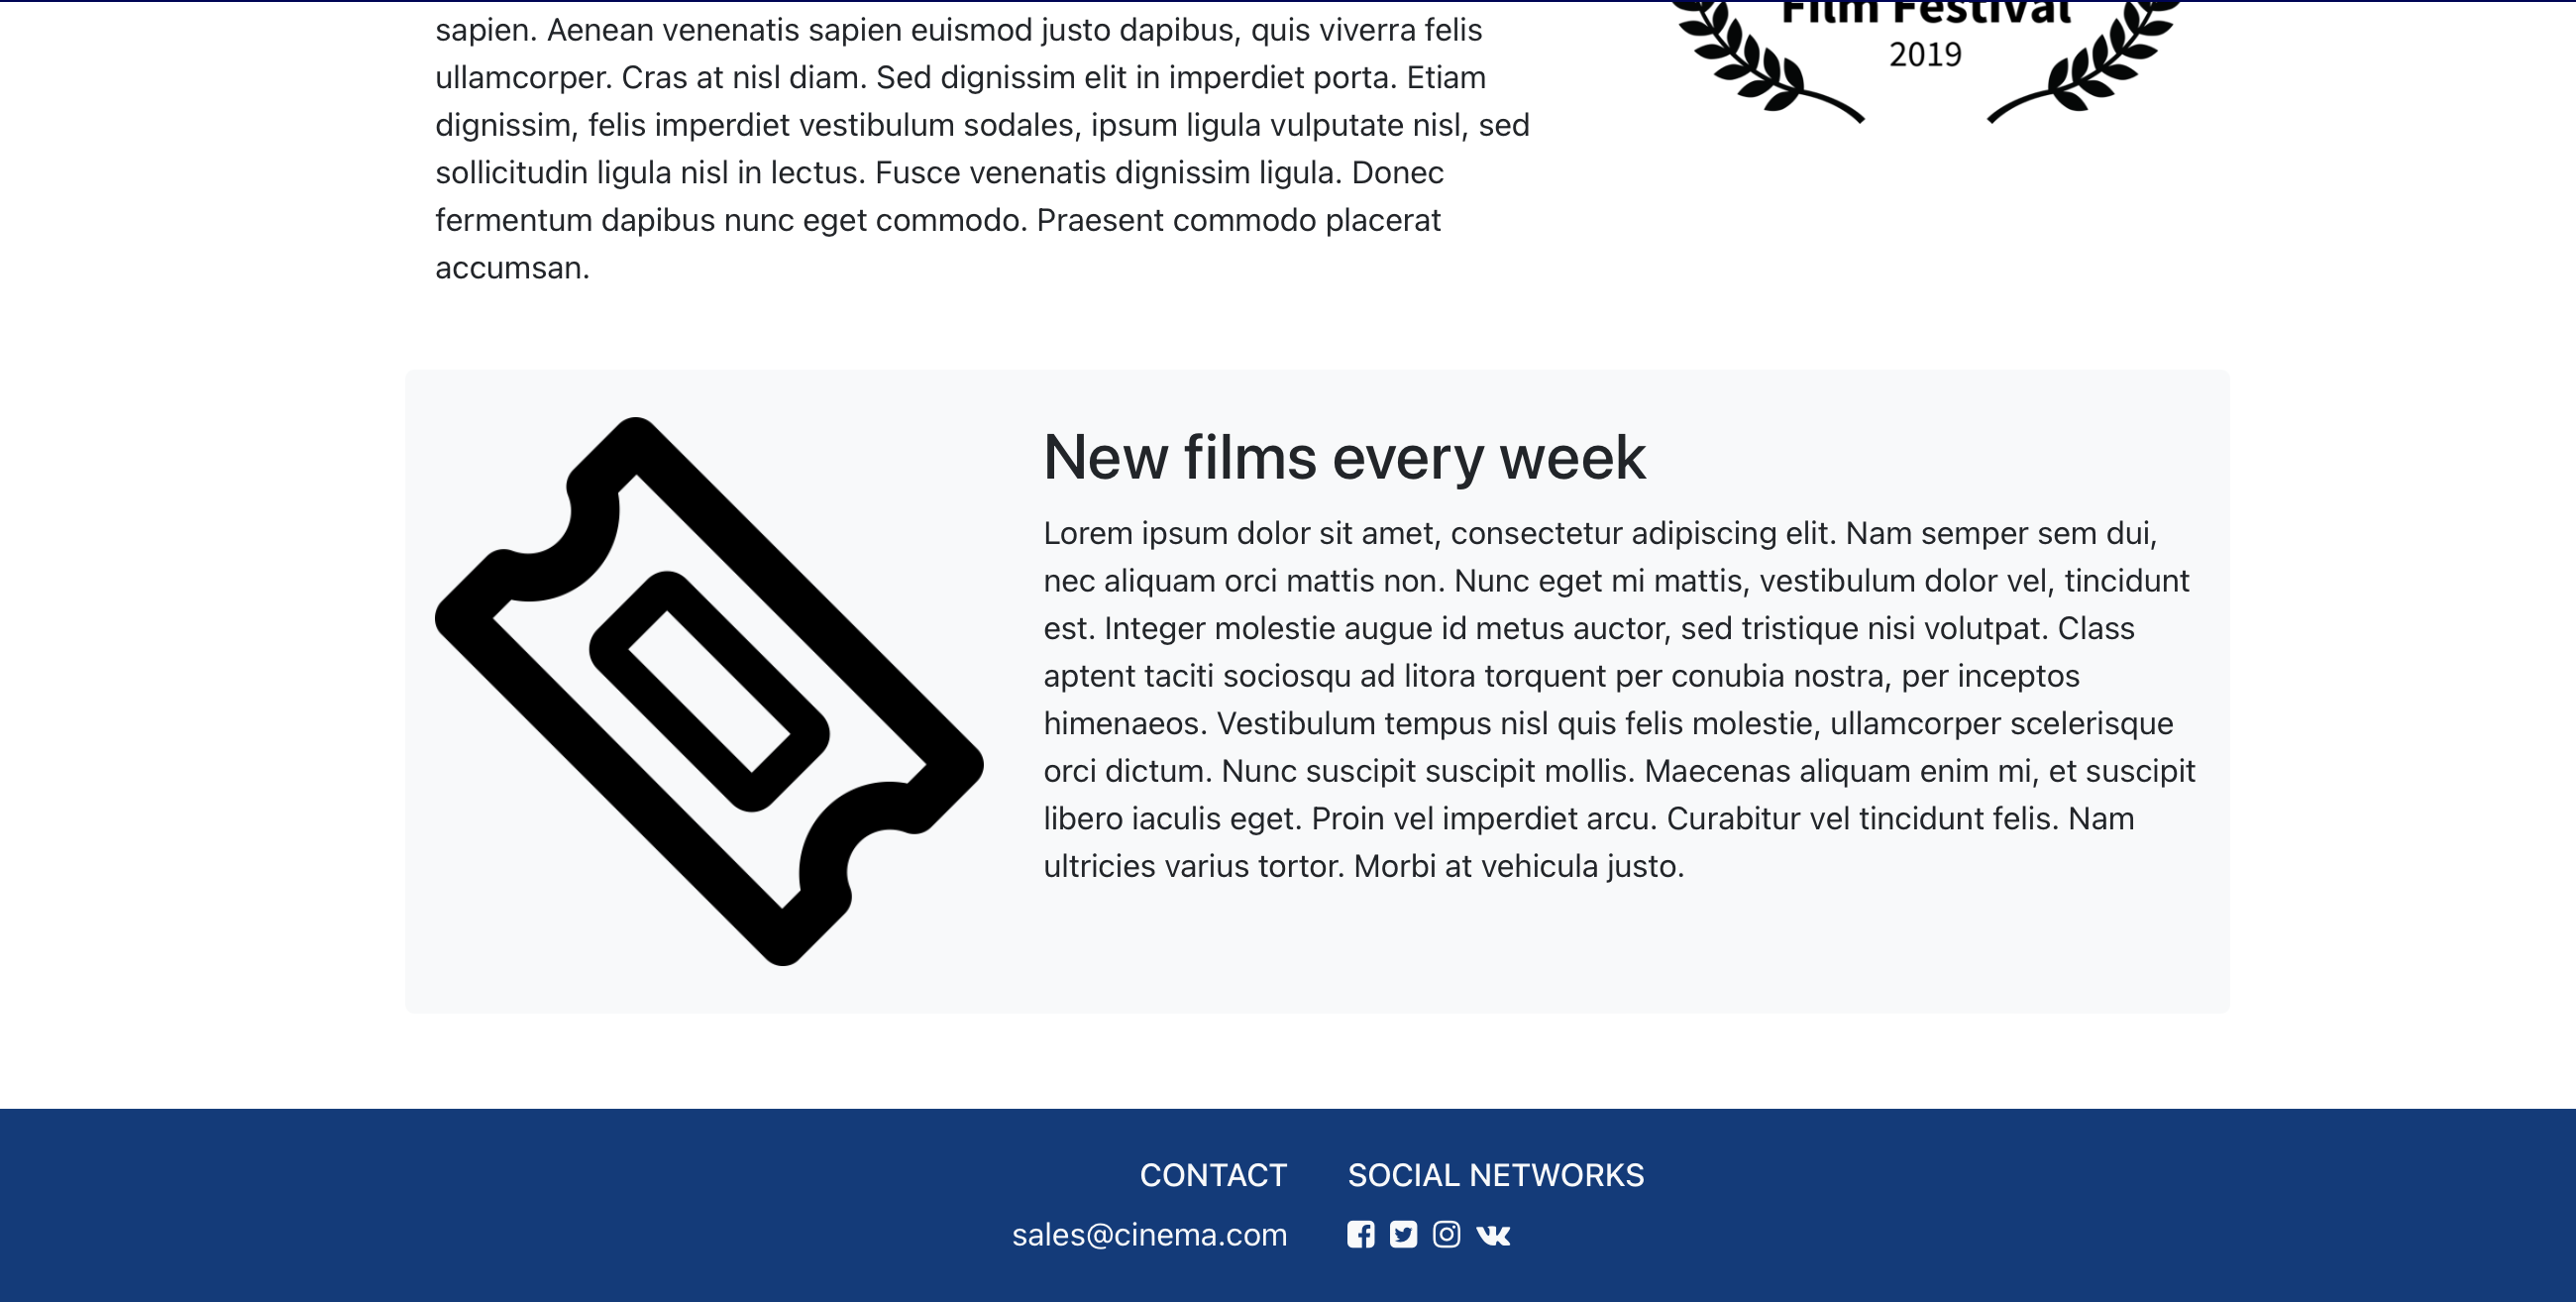 sapien. Aenean venenatis sapien euismod justo dapibus, quis viverra felis
ullamcorper. Cras at nisl diam. Sed dignissim elit in imperdiet porta. Etiam
dignissim, felis imperdiet vestibulum sodales, ipsum ligula vulputate nisl, sed
sollicitudin ligula nisl in lectus. Fusce venenatis dignissim ligula. Donec
fermentum dapibus nunc eget commodo. Praesent commodo placerat
accumsan.
Film Festival
2019
New films every week
Lorem ipsum dolor sit amet, consectetur adipiscing elit. Nam semper sem dui,
nec aliquam orci mattis non. Nunc eget mi mattis, vestibulum dolor vel, tincidunt
est. Integer molestie augue id metus auctor, sed tristique nisi volutpat. Class
aptent taciti sociosqu ad litora torquent per conubia nostra, per inceptos
himenaeos. Vestibulum tempus nisl quis felis molestie, ullamcorper scelerisque
orci dictum. Nunc suscipit suscipit mollis. Maecenas aliquam enim mi, et suscipit
libero iaculis eget. Proin vel imperdiet arcu. Curabitur vel tincidunt felis. Nam
ultricies varius tortor. Morbi at vehicula justo.
CONTACT
sales@cinema.com
SOCIAL NETWORKS